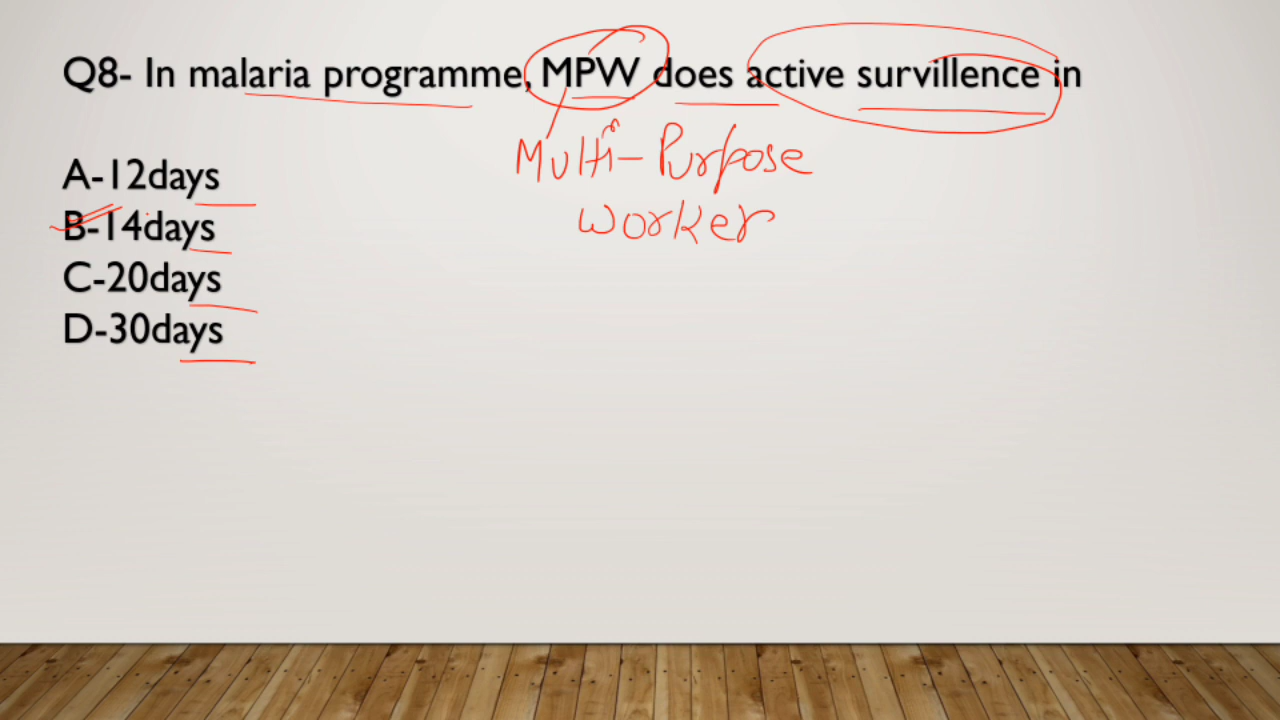 Q8- In malaria programme, MPW does active survillence in
Multi-Purpose
worker
A-12days
B-14days
C-20days
D-30days